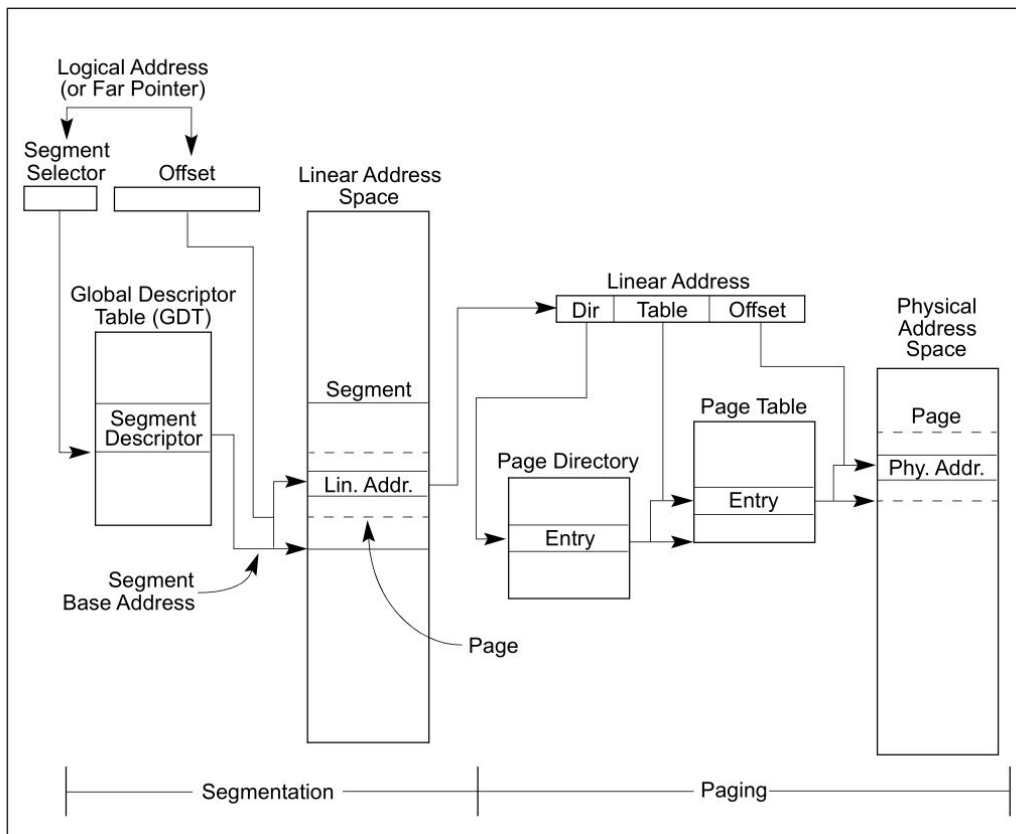 Logical Address
(or Far Pointer)
Segment
Selector
Offset
Linear Address
Space
Global Descriptor
Table (GDT)
Segment
Descriptor
Segment
Base Address
Segment
Lin. Addr.
Page
Linear Address
Dir
Table
Offset
Page Directory
Entry
Page Table
Entry
Physical
Address
Space
Page
Phy. Addr.
Segmentation
Paging